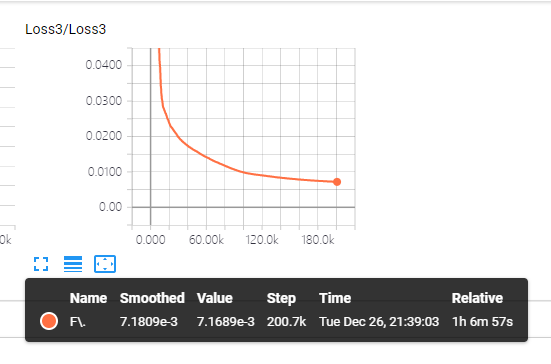 Loss3/Loss3
0.0400
0.0300
0.0200
0.0100
0.00
0k 0.000 60.00k 120.0k 180.0k
Name Smoothed Value Step Time Relative
F\. 7.1809e-3 7.1689e-3 200.7k Tue Dec 26, 21:39:03 1h 6m 57s